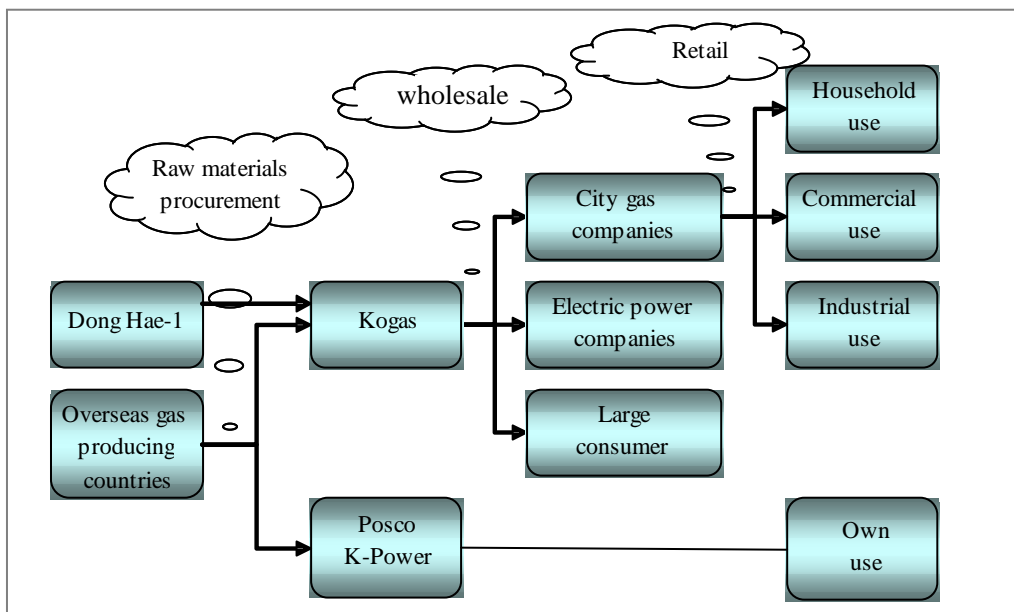 Retail
wholesale
Raw materials
procurement
Household
use
City gas
companies
Commercial
use
Dong Hae-1
Kogas
Electric power
companies
Industrial
use
Overseas gas
producing
countries
Large
consumer
Posco
K-Power
Own
use